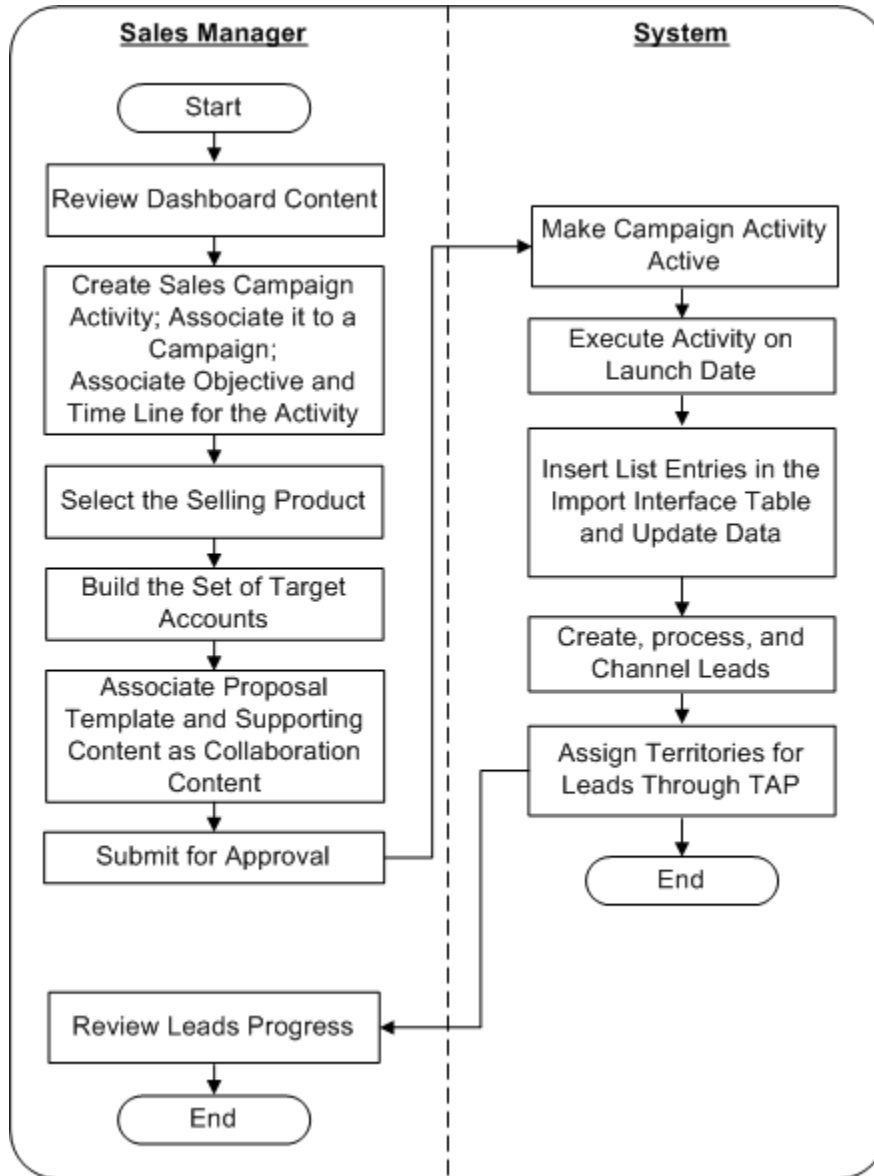 Sales Manager
Start
Review Dashboard Content
Create Sales Campaign
Activity; Associate it to a
Campaign;
Associate Objective and
Time Line for the Activity
Select the Selling Product
Build the Set of Target
Accounts
Associate Proposal
Template and Supporting
Content as Collaboration
Content
Submit for Approval
Review Leads Progress
End
System
Make Campaign Activity
Active
Execute Activity on
Launch Date
Insert List Entries in the
Import Interface Table
and Update Data
Create, process, and
Channel Leads
Assign Territories for
Leads Through TAP
End